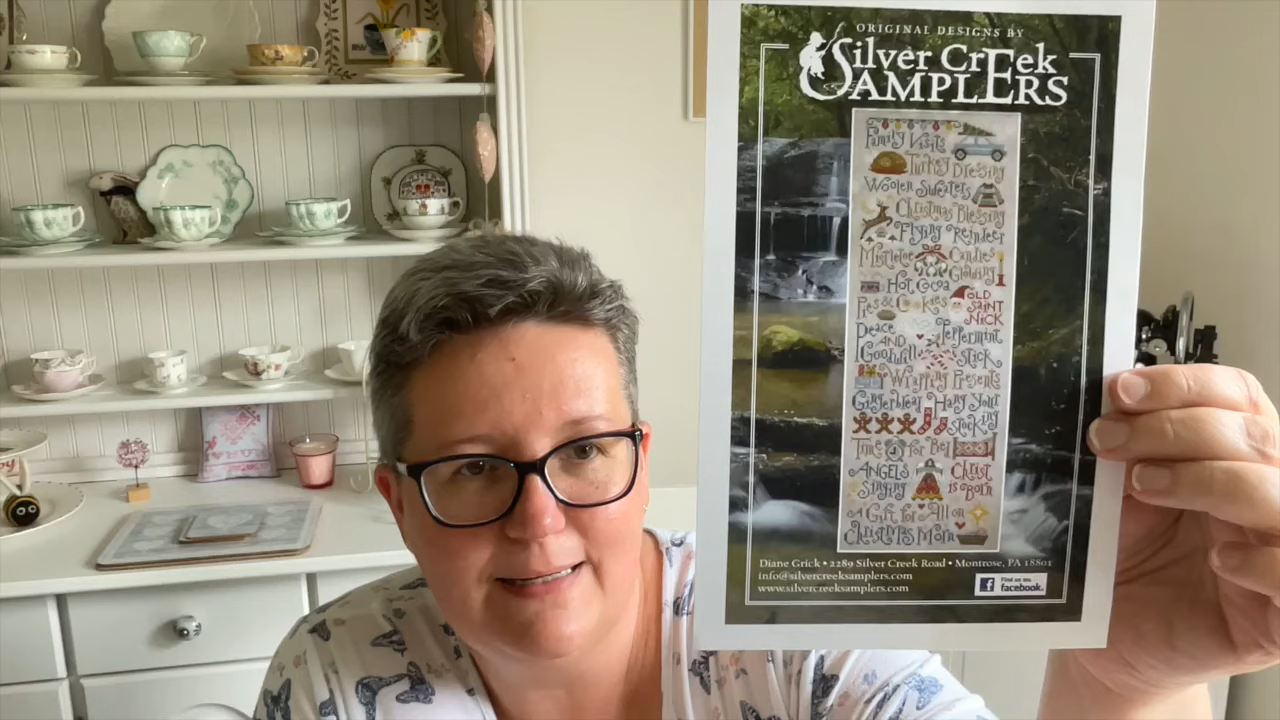 ORIGINAL DESIGNS BY
Silver CrEek
SAMPLERS
Family Visits
Turkey Dressing
Woolen Sweaters
Christmas Blessing
Flying Reindeer
Mistletoe Candles
Glowing
Hot Cocoa
Pies & Cookies
OLD
SAINT
NICK
Peace
AND
Goodwill
Peppermint
Stick
Wrapping Presents
Gingerbread Hang Your
Stocking
Time for Bed
ANGELS
Singing
Christ
is Born
A Gift for All on
Christmas Morn
Diane Grick • 2289 Silver Creek Road • Montrose, PA 18801
info@silvercreeksamplers.com
www.silvercreeksamplers.com
Find us on:
facebook.